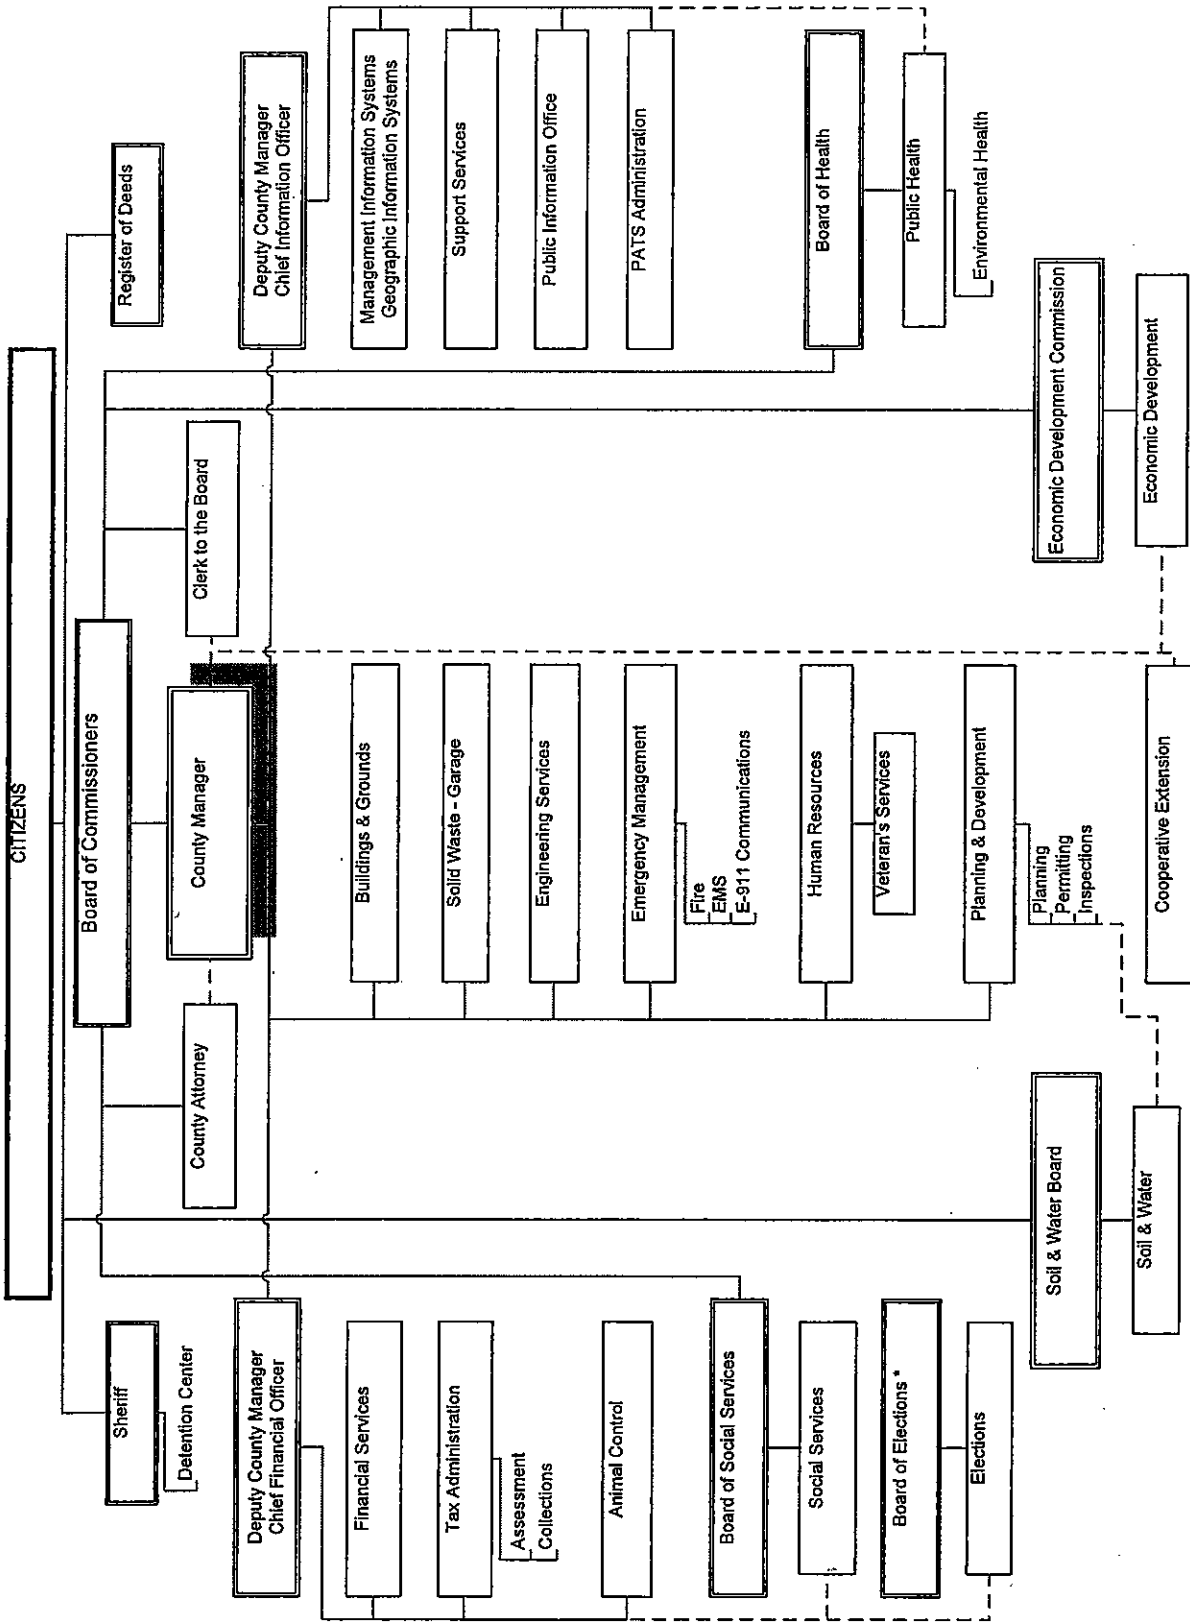 CITIZENS
Sheriff
Detention Center
Board of Commissioners
Register of Deeds
County Attorney
County Manager
Clerk to the Board
Deputy County Manager
Chief Financial Officer
Financial Services
Tax Administration
Assessment
Collections
Animal Control
Board of Social Services
Social Services
Board of Elections *
Elections
Soil & Water Board
Soil & Water
Buildings & Grounds
Solid Waste - Garage
Engineering Services
Emergency Management
Fire
EMS
E-911 Communications
Human Resources
Veteran's Services
Planning & Development
Planning
Permitting
Inspections
Cooperative Extension
Deputy County Manager
Chief Information Officer
Management Information Systems
Geographic Information Systems
Support Services
Public Information Office
PATS Administration
Board of Health
Public Health
Environmental Health
Economic Development Commission
Economic Development